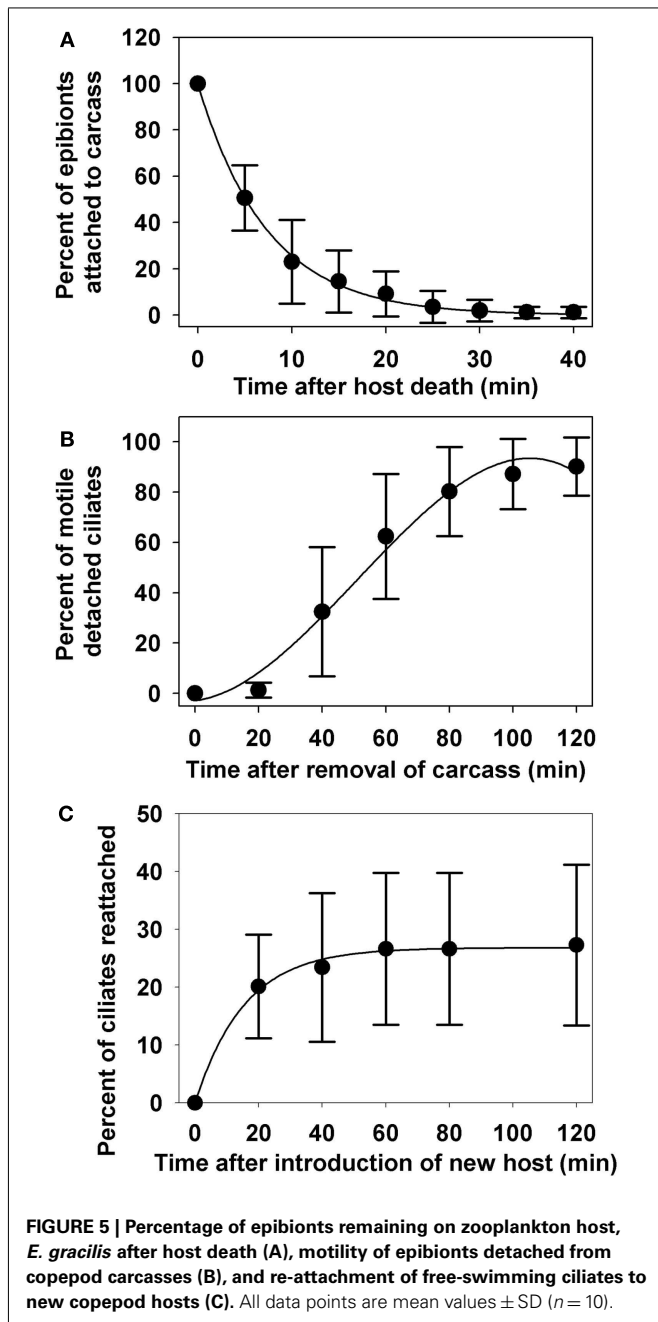 A
120
100
80
60
40
20
0
Percent of epibionts
attached to carcass
0 10 20 30 40
Time after host death (min)
B
100
80
60
40
20
0
Percent of motile
detached ciliates
0 20 40 60 80 100 120
Time after removal of carcass (min)
C
50
40
30
20
10
0
Percent of ciliates reattached
0 20 40 60 80 100 120
Time after introduction of new host (min)
FIGURE 5 | Percentage of epibionts remaining on zooplankton host,
E. gracilis after host death (A), motility of epibionts detached from
copepod carcasses (B), and re-attachment of free-swimming ciliates to
new copepod hosts (C). All data points are mean values ± SD (n = 10).